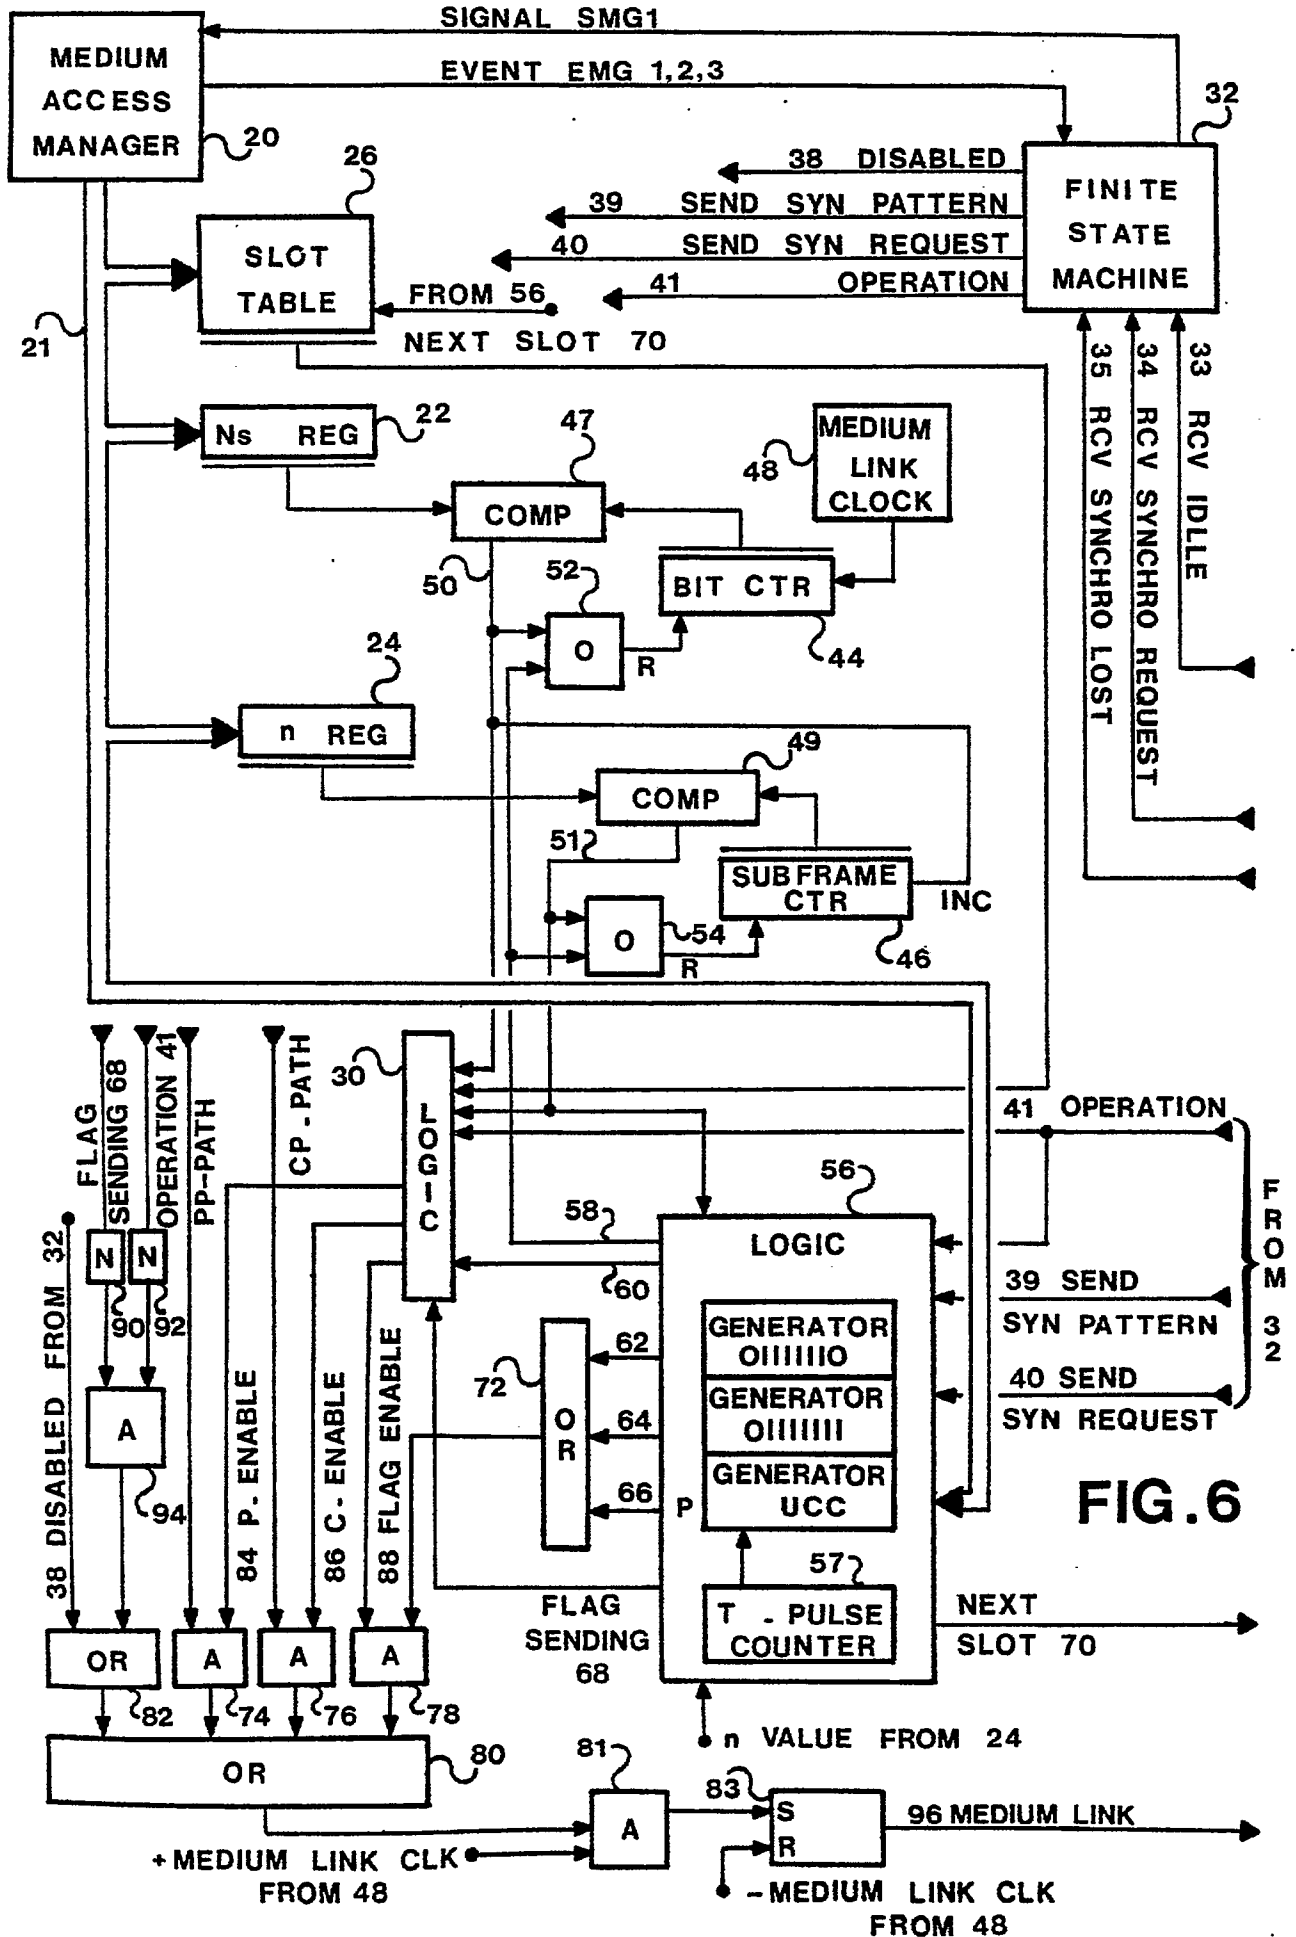 SIGNAL SMG1
MEDIUM
ACCESS
MANAGER
20
EVENT EMG 1,2,3
32
FINITE
STATE
MACHINE
38 DISABLED
39 SEND SYN PATTERN
40 SEND SYN REQUEST
41 OPERATION
26
SLOT
TABLE
FROM 56
NEXT SLOT 70
21
35 RCV SYNCHRO LOST
34 RCV SYNCHRO REQUEST
33 RCV IDLLE
Ns REG
22
47
COMP
MEDIUM
LINK
CLOCK
48
50
52
O
R
BIT CTR
44
24
n REG
49
COMP
51
SUBFRAME
CTR
INC
46
O
54
R
FLAG
SENDING 68
OPERATION 41
PP-PATH
CP-PATH
30
LOGIC
41 OPERATION
FROM 32
56
LOGIC
58
60
39 SEND
SYN PATTERN
40 SEND
SYN REQUEST
N
N
90
92
A
94
38 DISABLED FROM 32
84 P. ENABLE
86 C- ENABLE
88 FLAG ENABLE
72
OR
62
64
66
P
GENERATOR
OIIIIIIO
GENERATOR
OIIIIIII
GENERATOR
UCC
57
T - PULSE
COUNTER
FIG.6
FLAG
SENDING
68
NEXT
SLOT 70
OR
82
A
74
A
76
A
78
n VALUE FROM 24
OR
80
81
A
83
S
R
96 MEDIUM LINK
+MEDIUM LINK CLK
FROM 48
-MEDIUM LINK CLK
FROM 48